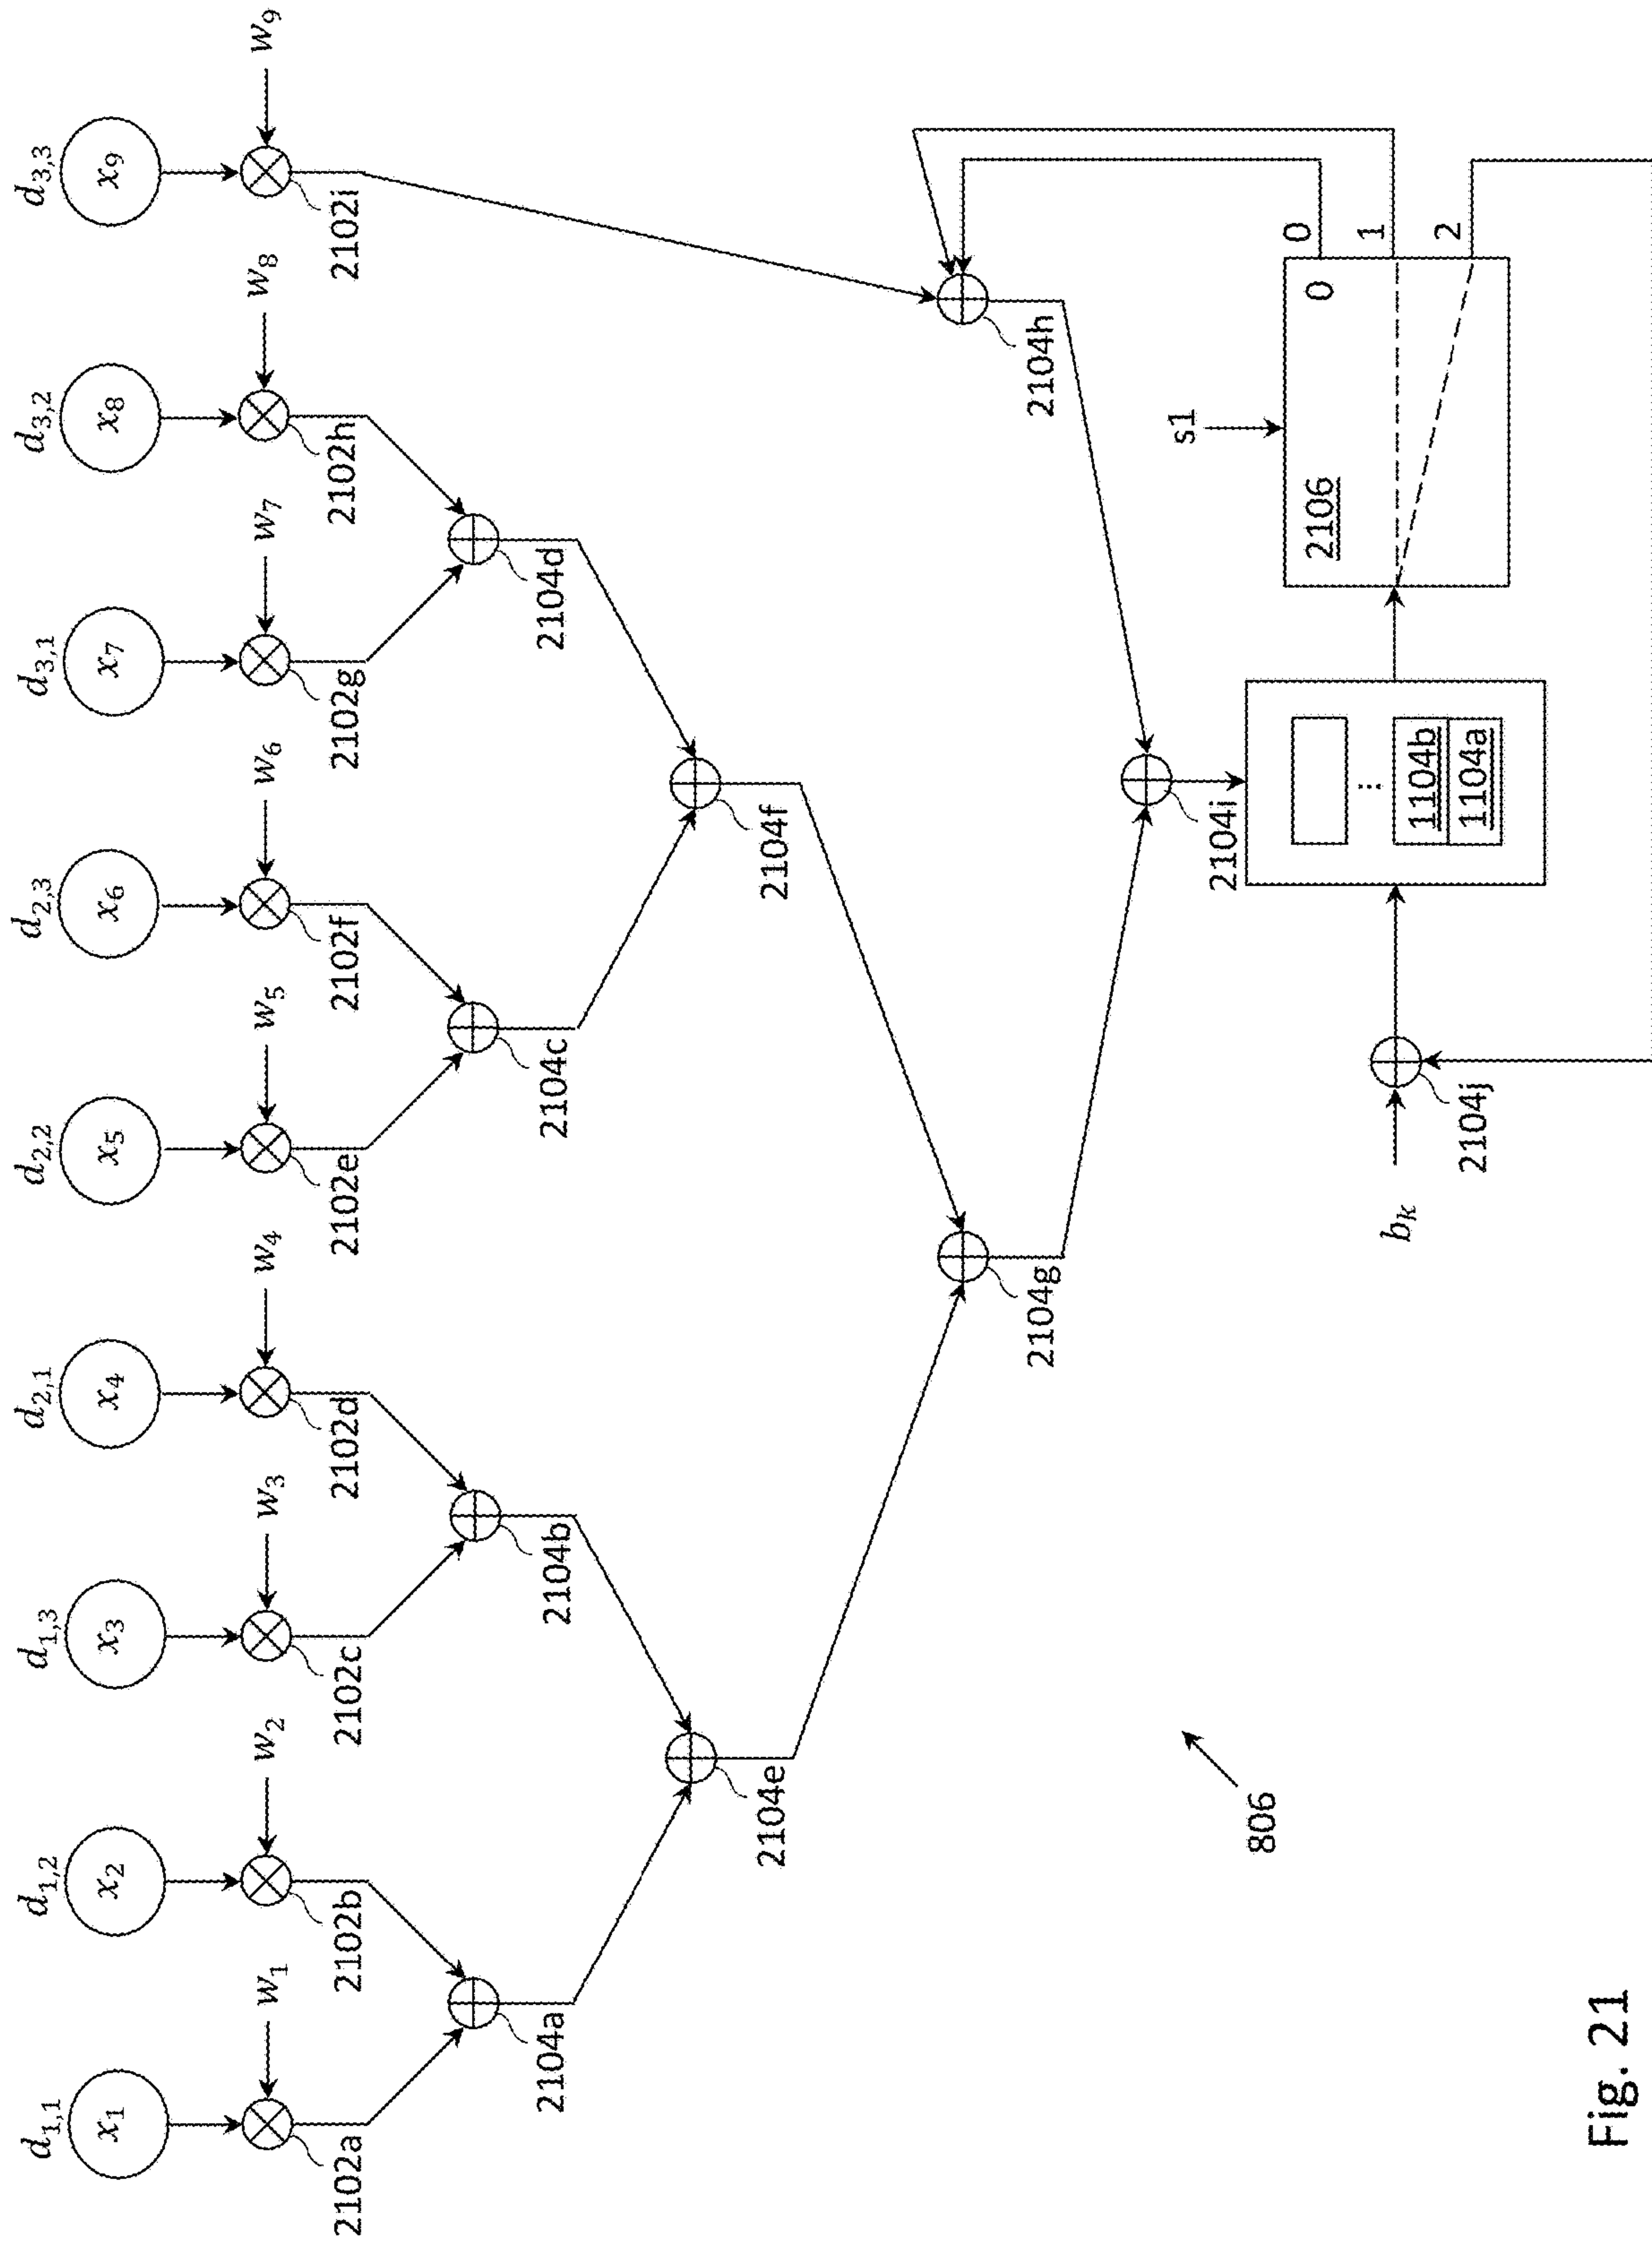 d1,1 d1,2 d1,3 d2,1 d2,2 d2,3 d3,1 d3,2 d3,3
x1 x2 x3 x4 x5 x6 x7 x8 x9
w1 w2 w3 w4 w5 w6 w7 w8 w9
2102a 2102b 2102c 2102d 2102e 2102f 2102g 2102h 2102i
2104a 2104b 2104c 2104d
2104e 2104f
2104g 2104h
2104i
s1
bk
2104j
1104b
1104a
2106
0
0
1
2
806
Fig. 21